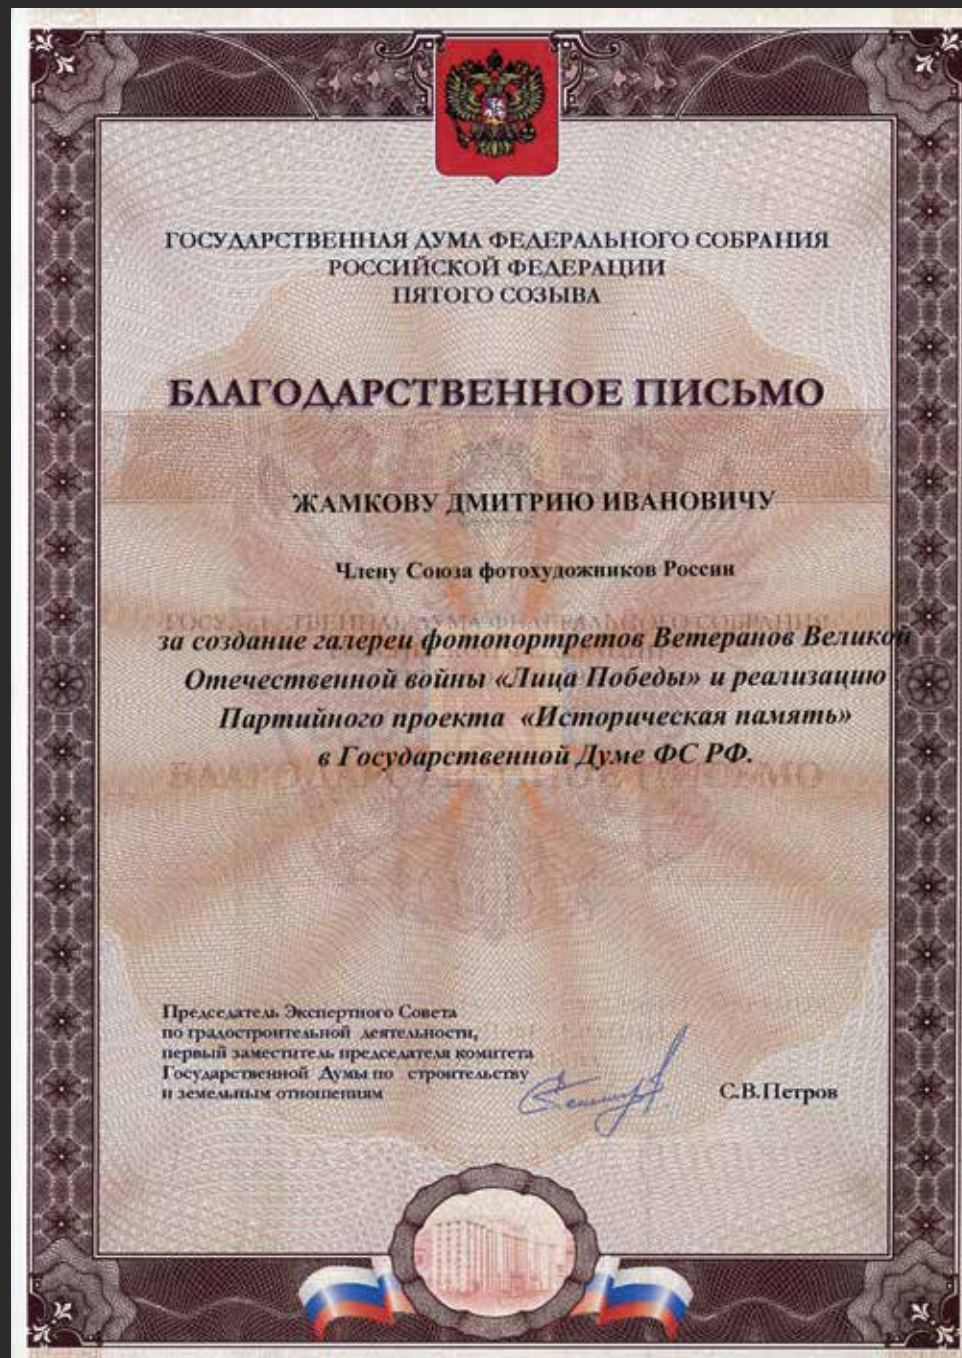 ГОСУДАРСТВЕННАЯ ДУМА ФЕДЕРАЛЬНОГО СОБРАНИЯ
РОССИЙСКОЙ ФЕДЕРАЦИИ
ПЯТОГО СОЗЫВА
БЛАГОДАРСТВЕННОЕ ПИСЬМО
ЖАМКОВУ ДМИТРИЮ ИВАНОВИЧУ
Члену Союза фотохудожников России
за создание галереи фотопортретов Ветеранов Великой
Отечественной войны «Лица Победы» и реализацию
Партийного проекта «Историческая память»
в Государственной Думе ФС РФ.
Председатель Экспертного Совета
по градостроительной деятельности,
первый заместитель председателя комитета
Государственной Думы по строительству
и земельным отношениям
С.В.Петров